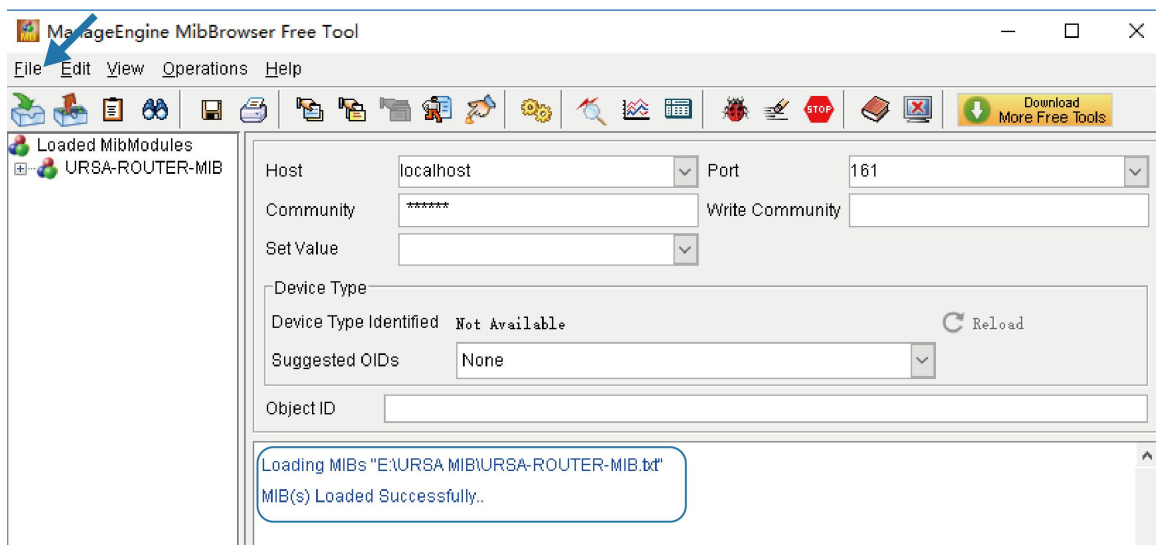 ManageEngine MibBrowser Free Tool
File Edit View Operations Help
STOP
Download
More Free Tools
Loaded MibModules
URSA-ROUTER-MIB
Host localhost Port 161
Community ****** Write Community
Set Value
Device Type
Device Type Identified Not Available Reload
Suggested OIDs None
Object ID
Loading MIBs "E:\URSA MIB\URSA-ROUTER-MIB.txt"
MIB(s) Loaded Successfully..